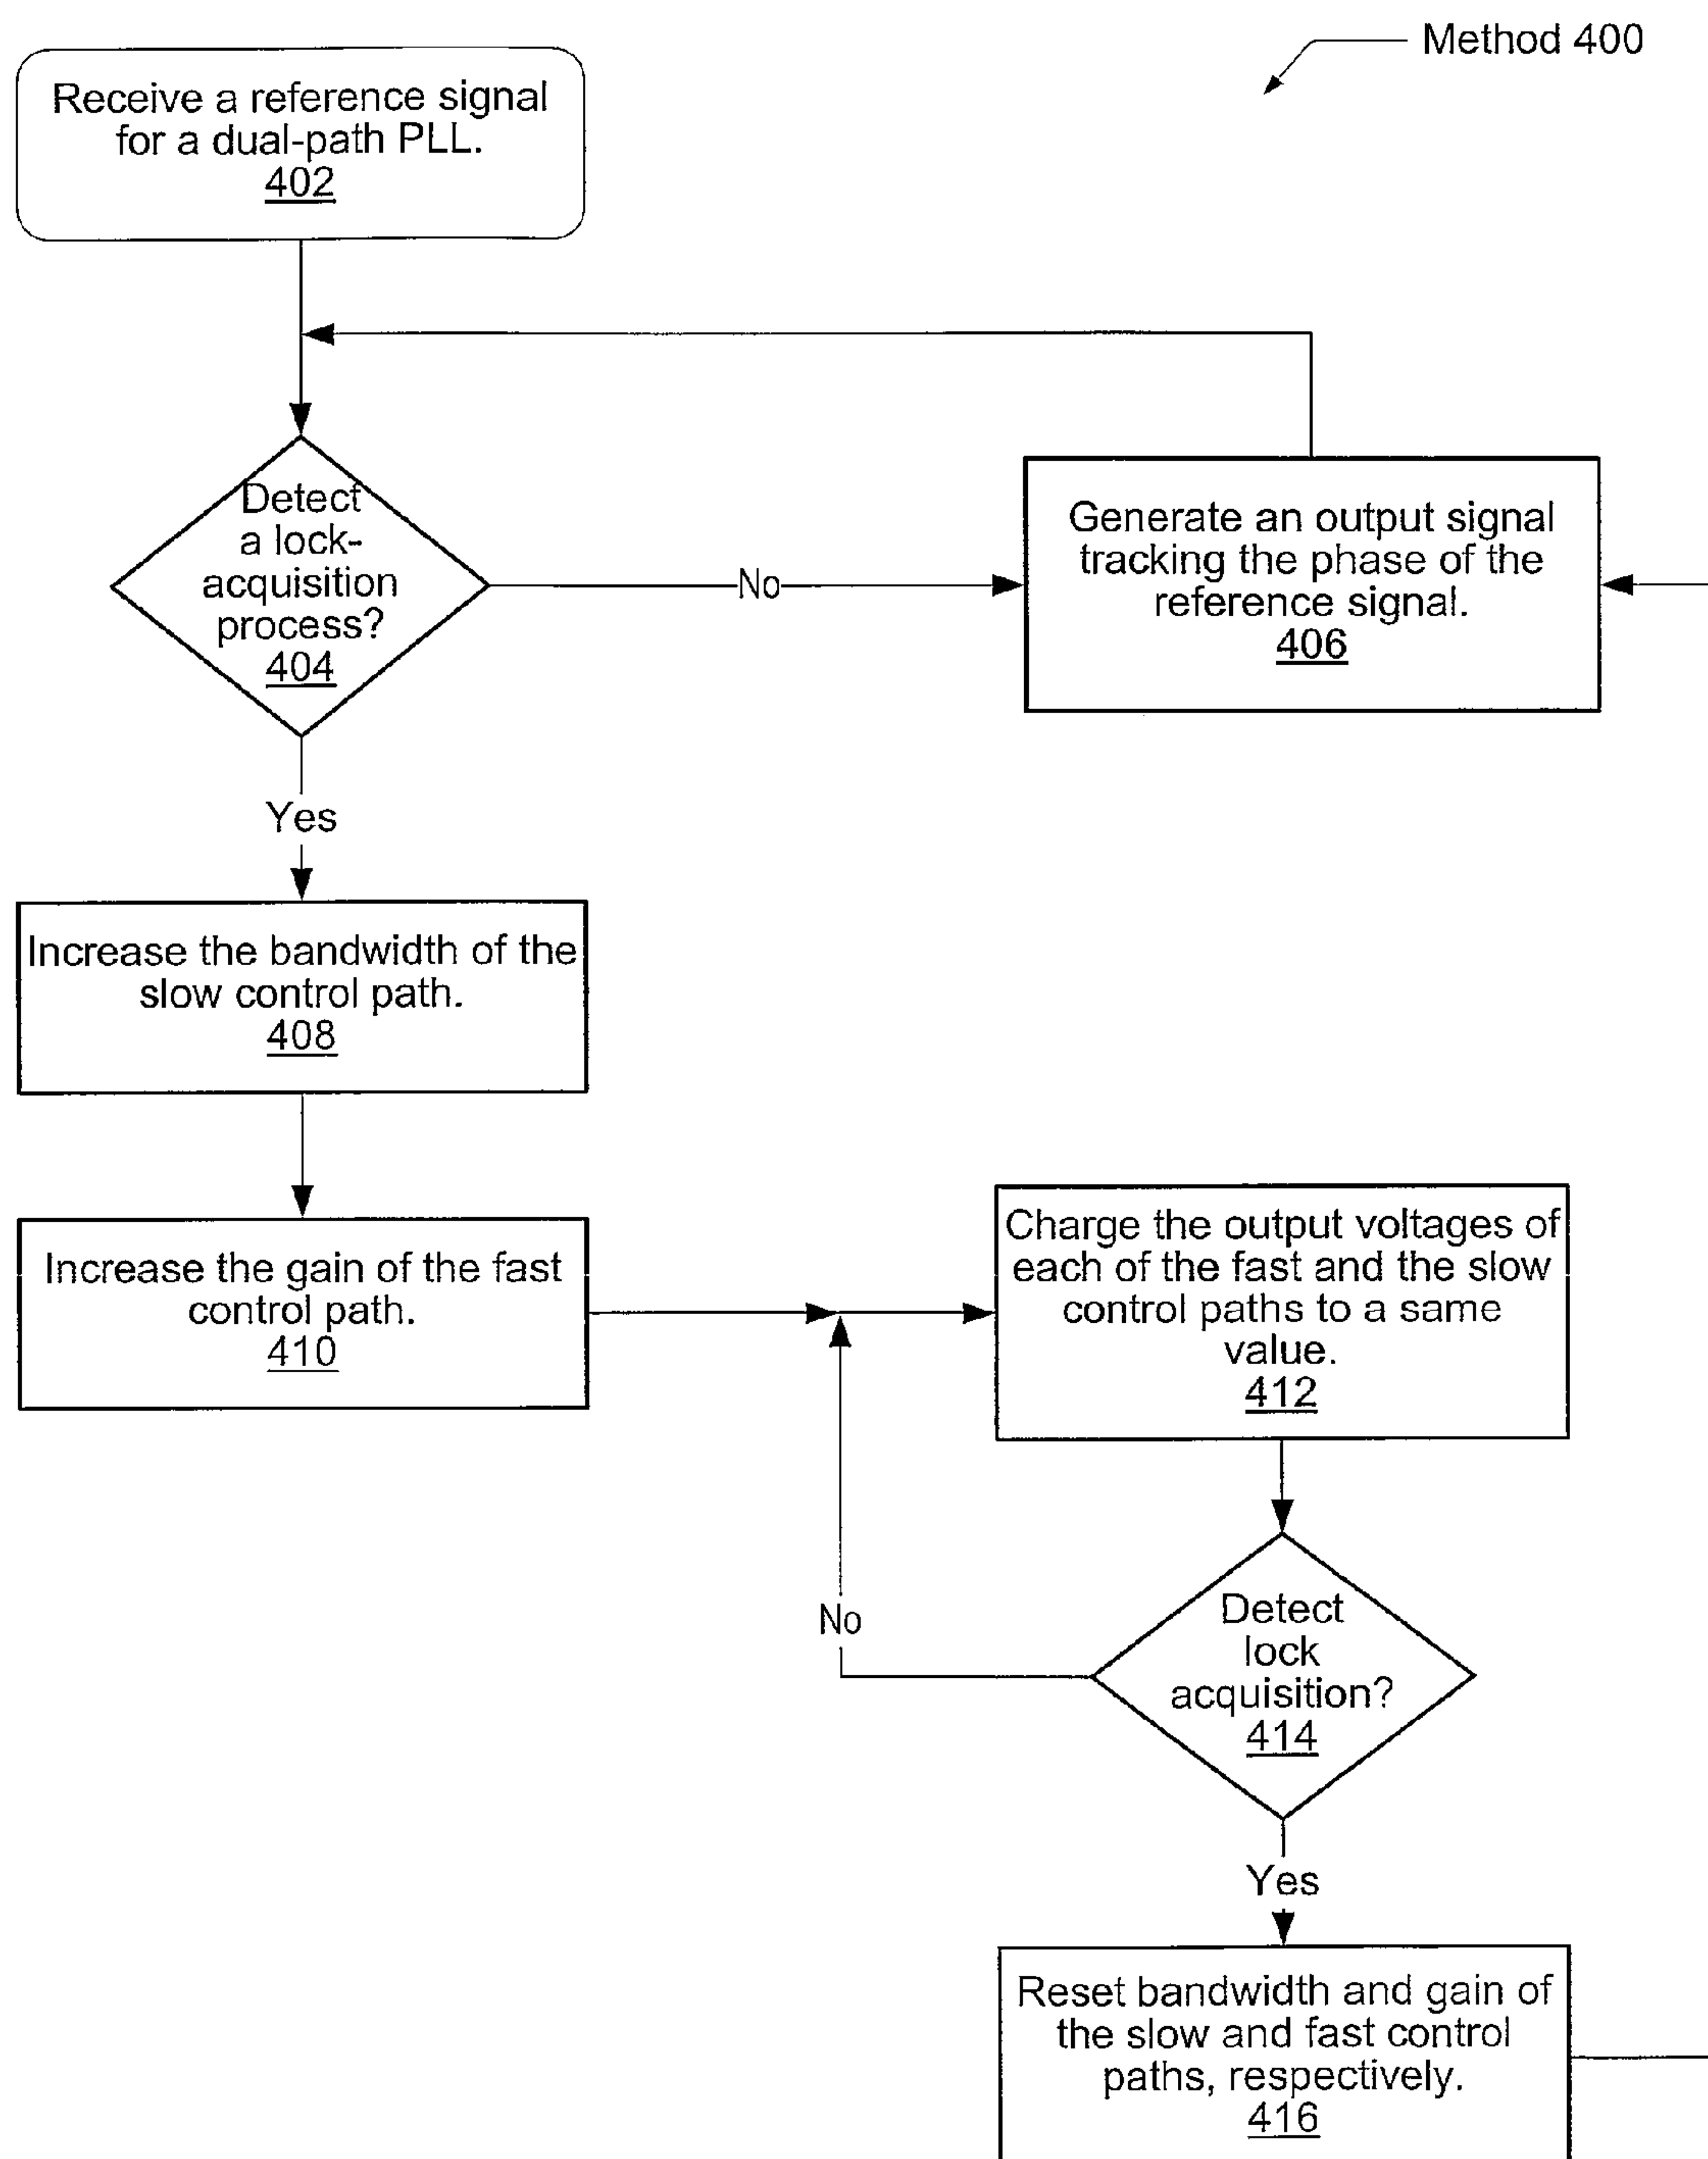 Method 400
Receive a reference signal
for a dual-path PLL.
402
Detect
a lock-
acquisition
process?
404
No
Generate an output signal
tracking the phase of the
reference signal.
406
Yes
Increase the bandwidth of the
slow control path.
408
Increase the gain of the fast
control path.
410
Charge the output voltages of
each of the fast and the slow
control paths to a same
value.
412
No
Detect
lock
acquisition?
414
Yes
Reset bandwidth and gain of
the slow and fast control
paths, respectively.
416